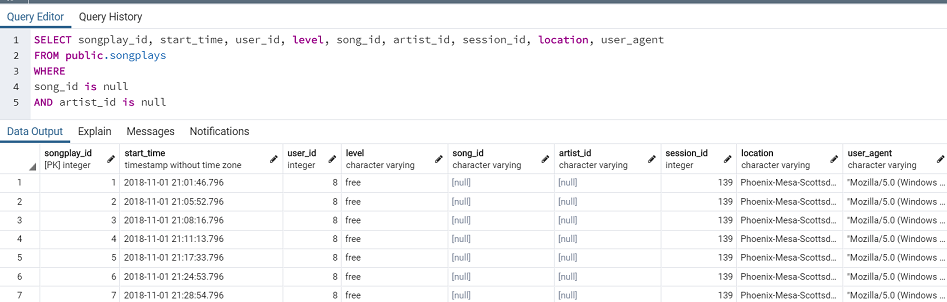 Query Editor Query History
1 SELECT songplay_id, start_time, user_id, level, song_id, artist_id, session_id, location, user_agent
2 FROM public.songplays
3 WHERE
4 song_id is null
5 AND artist_id is null
Data Output Explain Messages Notifications
songplay_id start_time user_id level song_id artist_id session_id location user_agent
[PK] integer timestamp without time zone integer character varying character varying character varying integer character varying character varying
1 1 2018-11-01 21:01:46.796 8 free [null] [null] 139 Phoenix-Mesa-Scottsd... "Mozilla/5.0 (Windows ...
2 2 2018-11-01 21:05:52.796 8 free [null] [null] 139 Phoenix-Mesa-Scottsd... "Mozilla/5.0 (Windows ...
3 3 2018-11-01 21:08:16.796 8 free [null] [null] 139 Phoenix-Mesa-Scottsd... "Mozilla/5.0 (Windows ...
4 4 2018-11-01 21:11:13.796 8 free [null] [null] 139 Phoenix-Mesa-Scottsd... "Mozilla/5.0 (Windows ...
5 5 2018-11-01 21:17:33.796 8 free [null] [null] 139 Phoenix-Mesa-Scottsd... "Mozilla/5.0 (Windows ...
6 6 2018-11-01 21:24:53.796 8 free [null] [null] 139 Phoenix-Mesa-Scottsd... "Mozilla/5.0 (Windows ...
7 7 2018-11-01 21:28:54.796 8 free [null] [null] 139 Phoenix-Mesa-Scottsd... "Mozilla/5.0 (Windows ...